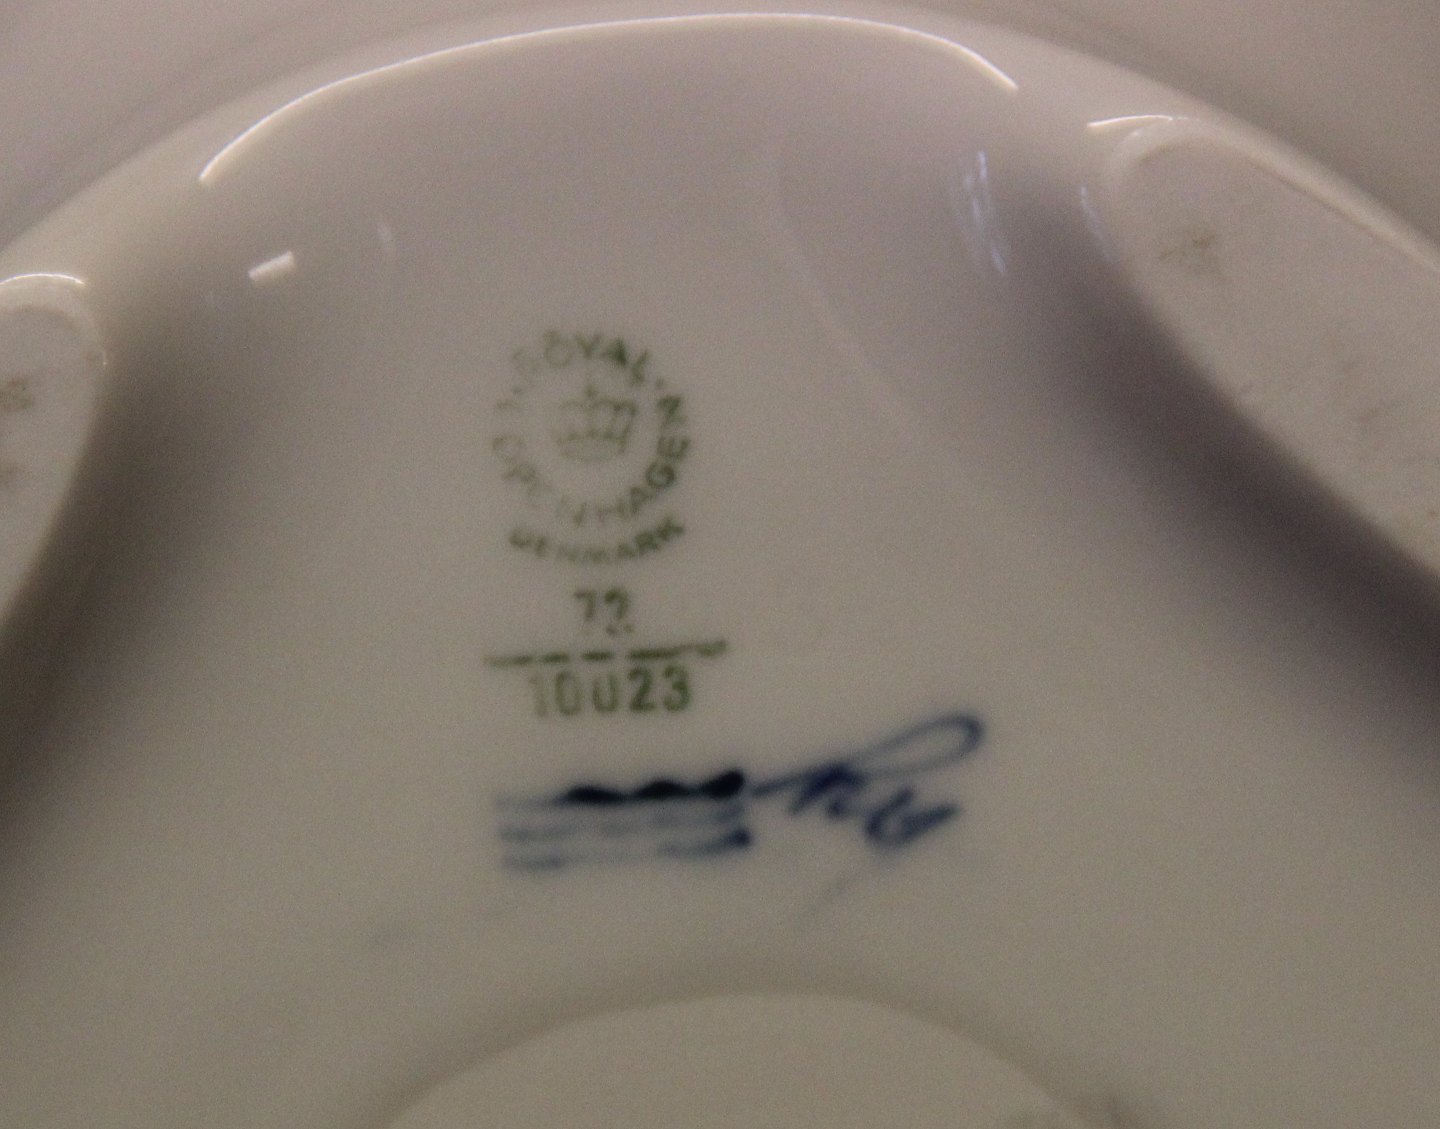 ROYAL
COPENHAGEN
DENMARK
72
10023